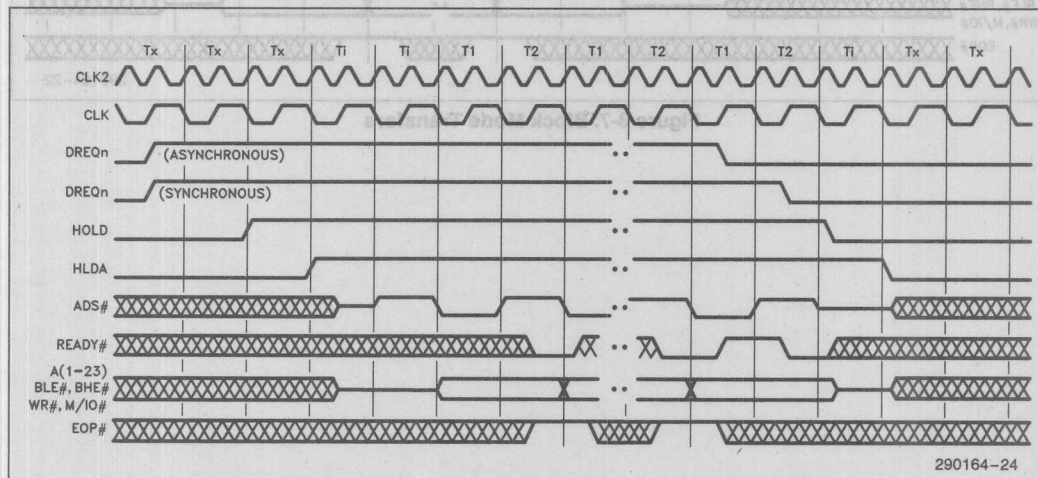 Tx Tx Tx Ti Ti T1 T2 T1 T2 T1 T2 Ti Tx Tx
CLK2
CLK
DREQn (ASYNCHRONOUS)
DREQn (SYNCHRONOUS)
HOLD
HLDA
ADS#
READY#
A(1-23)
BLE#, BHE#
WR#, M/IO#
EOP#
290164-24